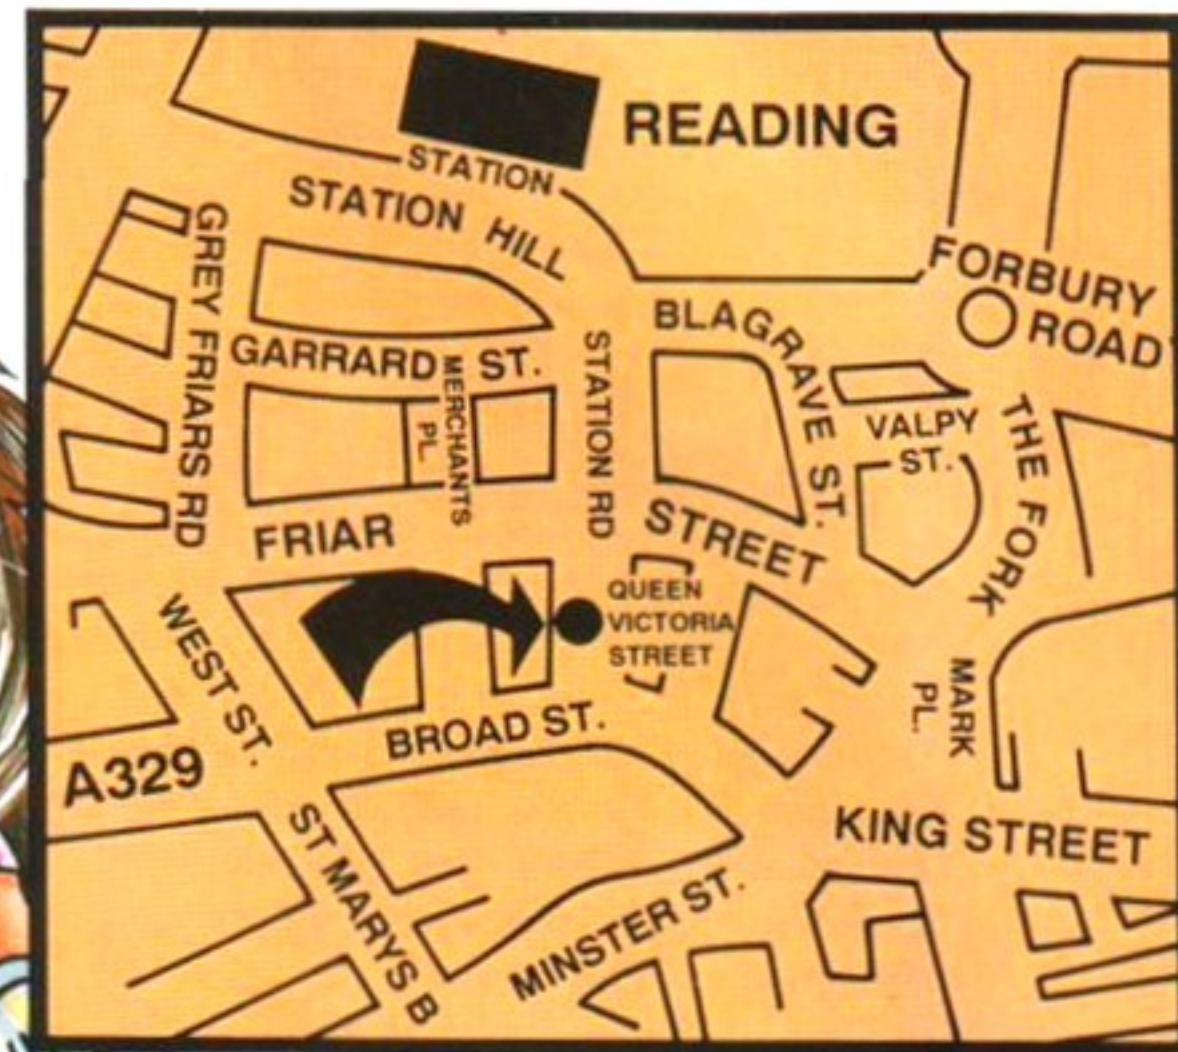 READING
STATION
STATION HILL
GREY FRIARS RD
FORBURY
ROAD
BLAGRAVE ST.
GARRARD ST.
MERCHANTS
PL.
STATION RD
VALPY
ST.
THE FORK
FRIAR STREET
QUEEN
VICTORIA
STREET
WEST ST.
MARK
PL.
BROAD ST.
A329
KING STREET
ST MARYS B
MINSTER ST.